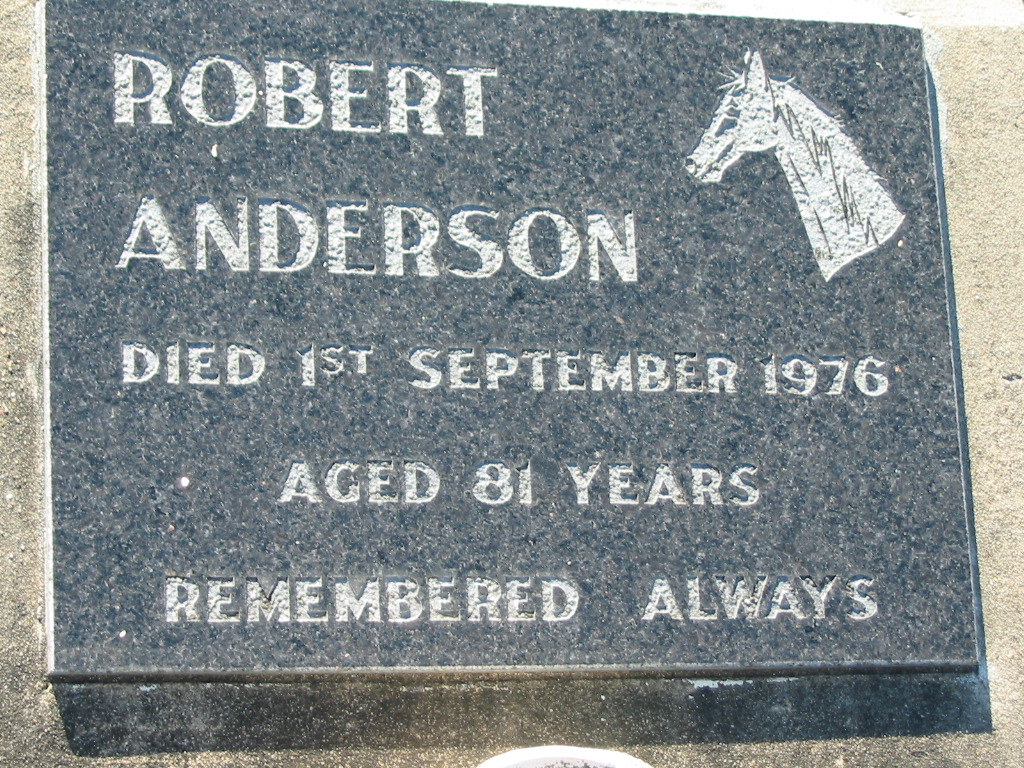 ROBERT
ANDERSON
DIED 1ST SEPTEMBER 1976
AGED 81 YEARS
REMEMBERED ALWAYS